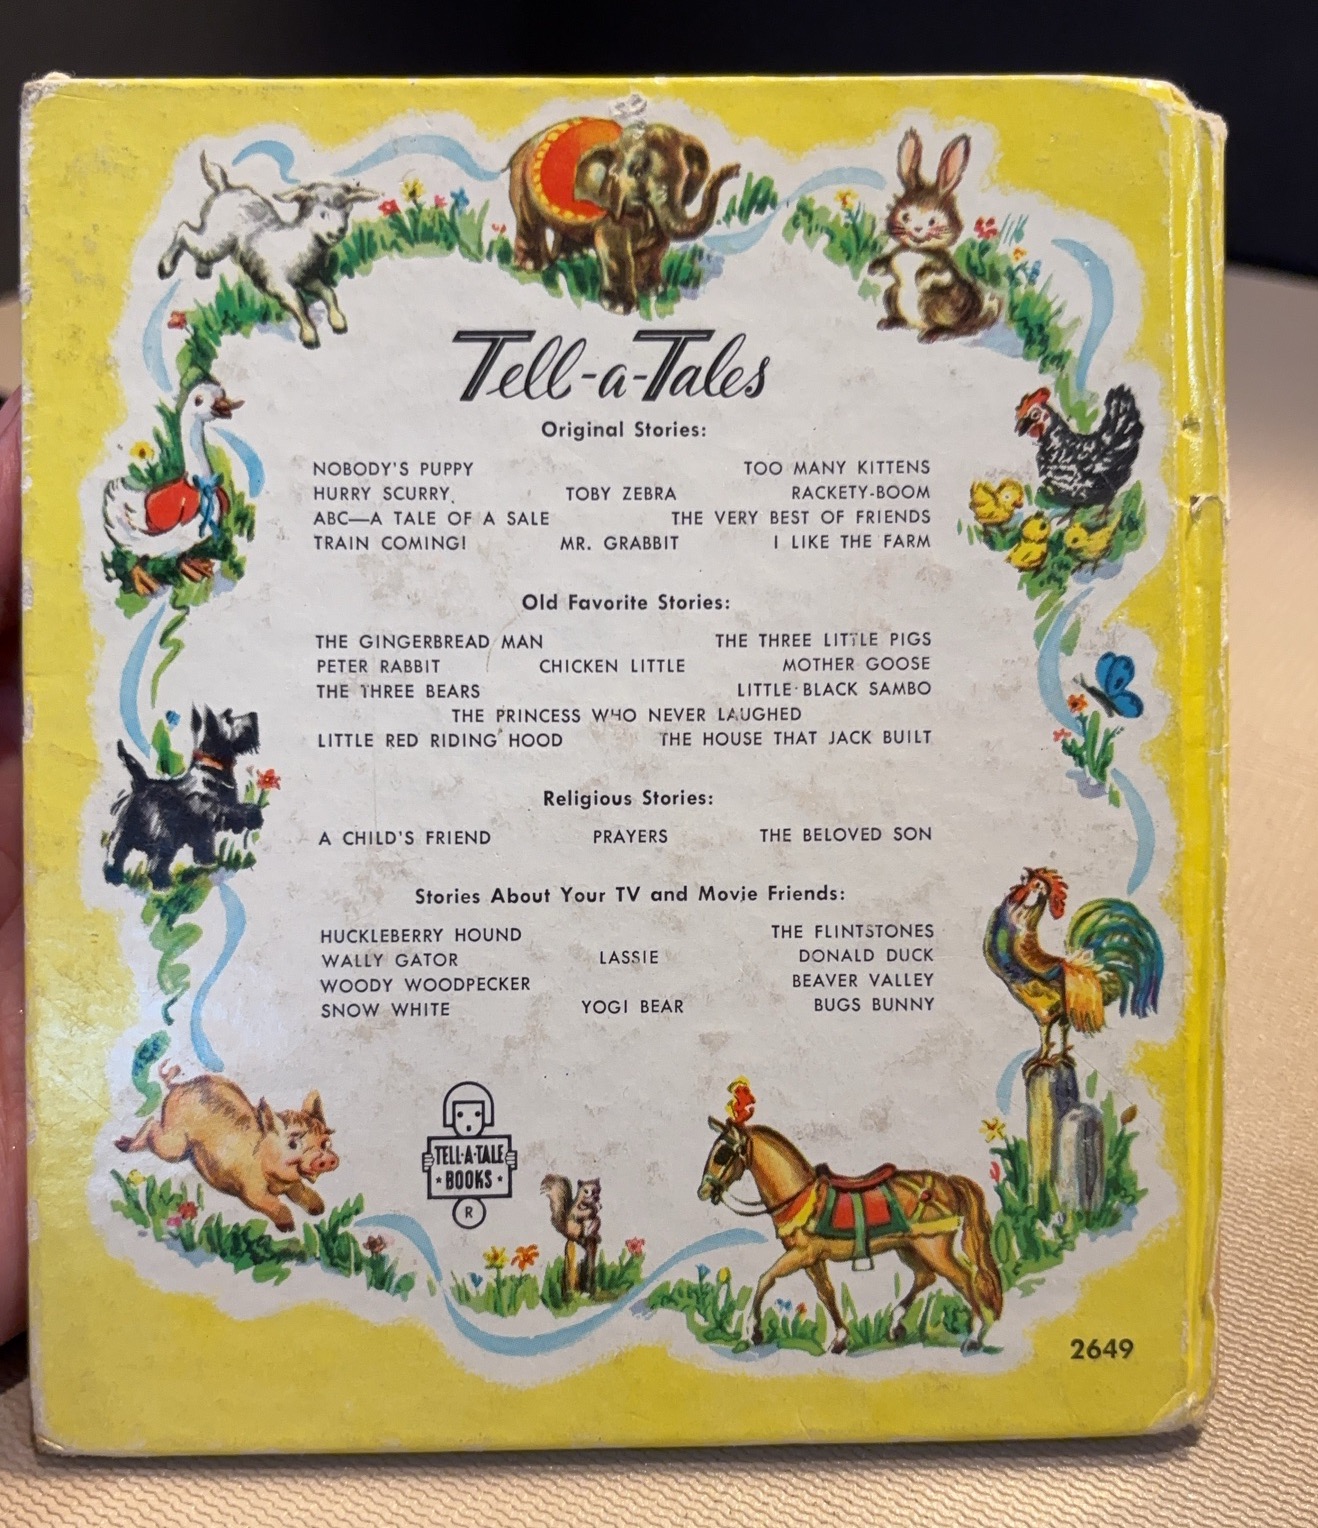 Tell-a-Tales
Original Stories:
NOBODY'S PUPPY TOO MANY KITTENS
HURRY SCURRY TOBY ZEBRA RACKETY-BOOM
ABC—A TALE OF A SALE THE VERY BEST OF FRIENDS
TRAIN COMING! MR. GRABBIT I LIKE THE FARM
Old Favorite Stories:
THE GINGERBREAD MAN THE THREE LITTLE PIGS
PETER RABBIT CHICKEN LITTLE MOTHER GOOSE
THE THREE BEARS LITTLE BLACK SAMBO
THE PRINCESS WHO NEVER LAUGHED
LITTLE RED RIDING HOOD THE HOUSE THAT JACK BUILT
Religious Stories:
A CHILD'S FRIEND PRAYERS THE BELOVED SON
Stories About Your TV and Movie Friends:
HUCKLEBERRY HOUND THE FLINTSTONES
WALLY GATOR LASSIE DONALD DUCK
WOODY WOODPECKER BEAVER VALLEY
SNOW WHITE YOGI BEAR BUGS BUNNY
TELL-A-TALE
BOOKS
R
2649